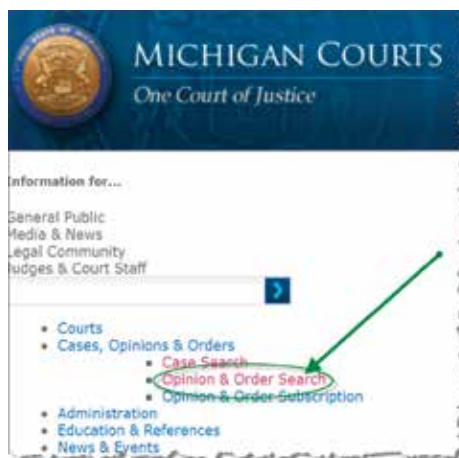 MICHIGAN COURTS
One Court of Justice
Information for...
General Public
Media & News
Legal Community
Judges & Court Staff
Courts
Cases, Opinions & Orders
Case Search
Opinion & Order Search
Opinion & Order Subscription
Administration
Education & References
News & Events